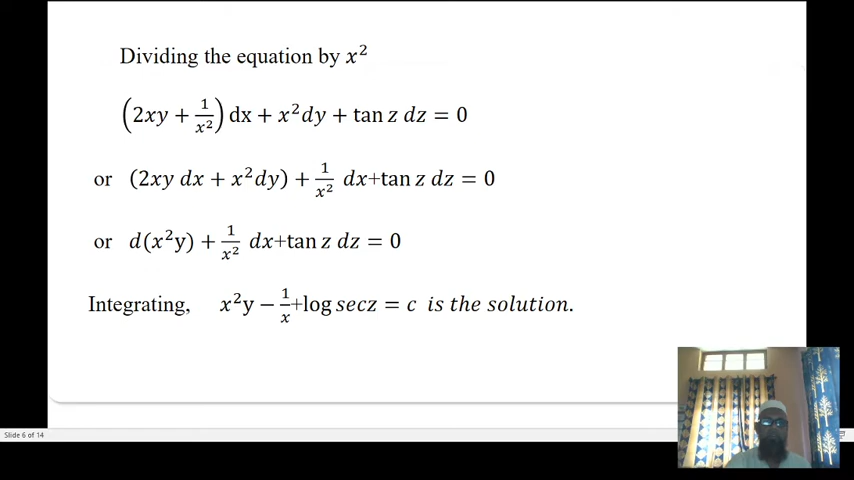 Dividing the equation by x²
(2xy + 1/x²) dx + x²dy + tan z dz = 0
or (2xy dx + x²dy) + 1/x² dx+tan z dz = 0
or d(x²y) + 1/x² dx+tan z dz = 0
Integrating, x²y − 1/x+log secz = c is the solution.
Slide 6 of 14